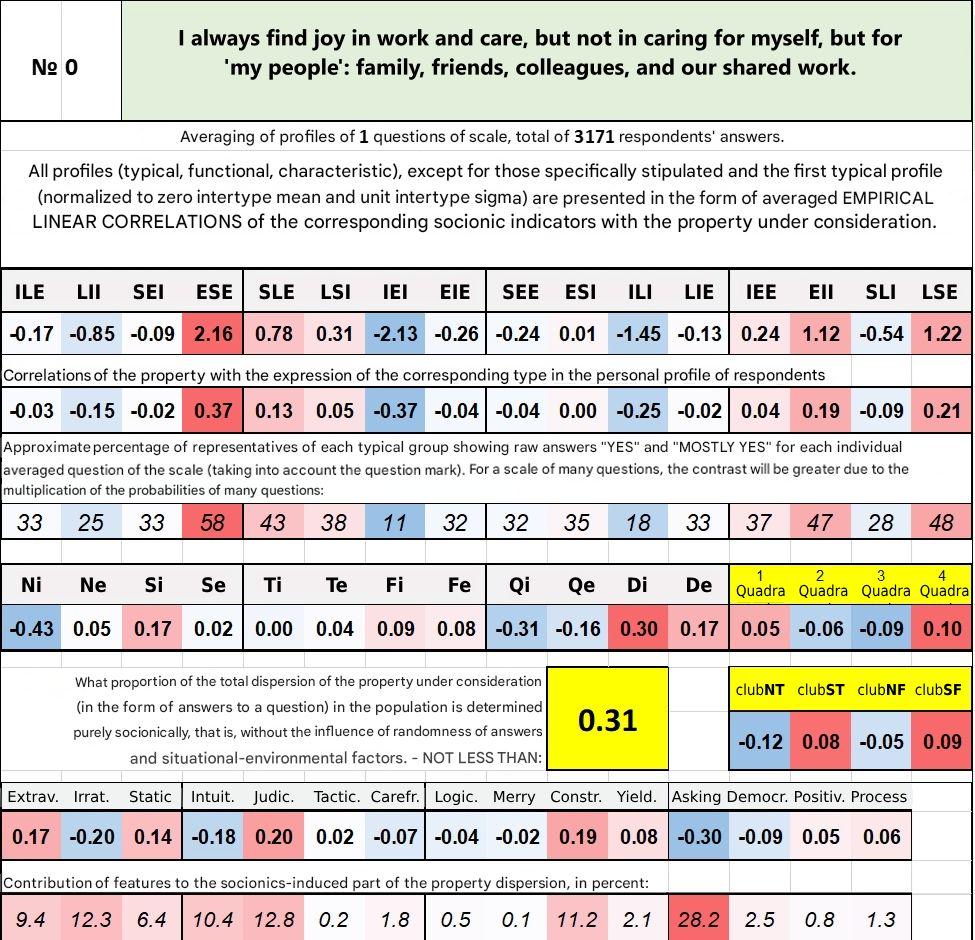 № 0
I always find joy in work and care, but not in caring for myself, but for
'my people': family, friends, colleagues, and our shared work.
Averaging of profiles of 1 questions of scale, total of 3171 respondents' answers.
All profiles (typical, functional, characteristic), except for those specifically stipulated and the first typical profile
(normalized to zero intertype mean and unit intertype sigma) are presented in the form of averaged EMPIRICAL
LINEAR CORRELATIONS of the corresponding socionic indicators with the property under consideration.
ILE LII SEI ESE SLE LSI IEI EIE SEE ESI ILI LIE IEE EII SLI LSE
-0.17 -0.85 -0.09 2.16 0.78 0.31 -2.13 -0.26 -0.24 0.01 -1.45 -0.13 0.24 1.12 -0.54 1.22
Correlations of the property with the expression of the corresponding type in the personal profile of respondents
-0.03 -0.15 -0.02 0.37 0.13 0.05 -0.37 -0.04 -0.04 0.00 -0.25 -0.02 0.04 0.19 -0.09 0.21
Approximate percentage of representatives of each typical group showing raw answers "YES" and "MOSTLY YES" for each individual
averaged question of the scale (taking into account the question mark). For a scale of many questions, the contrast will be greater due to the
multiplication of the probabilities of many questions:
33 25 33 58 43 38 11 32 32 35 18 33 37 47 28 48
Ni Ne Si Se Ti Te Fi Fe Qi Qe Di De 1 Quadra 2 Quadra 3 Quadra 4 Quadra
-0.43 0.05 0.17 0.02 0.00 0.04 0.09 0.08 -0.31 -0.16 0.30 0.17 0.05 -0.06 -0.09 0.10
What proportion of the total dispersion of the property under consideration
(in the form of answers to a question) in the population is determined
purely socionically, that is, without the influence of randomness of answers
and situational-environmental factors. - NOT LESS THAN:
0.31
clubNT clubST clubNF clubSF
-0.12 0.08 -0.05 0.09
Extrav. Irrat. Static Intuit. Judic. Tactic. Carefr. Logic. Merry Constr. Yield. Asking Democr. Positiv. Process
0.17 -0.20 0.14 -0.18 0.20 0.02 -0.07 -0.04 -0.02 0.19 0.08 -0.30 -0.09 0.05 0.06
Contribution of features to the socionics-induced part of the property dispersion, in percent:
9.4 12.3 6.4 10.4 12.8 0.2 1.8 0.5 0.1 11.2 2.1 28.2 2.5 0.8 1.3